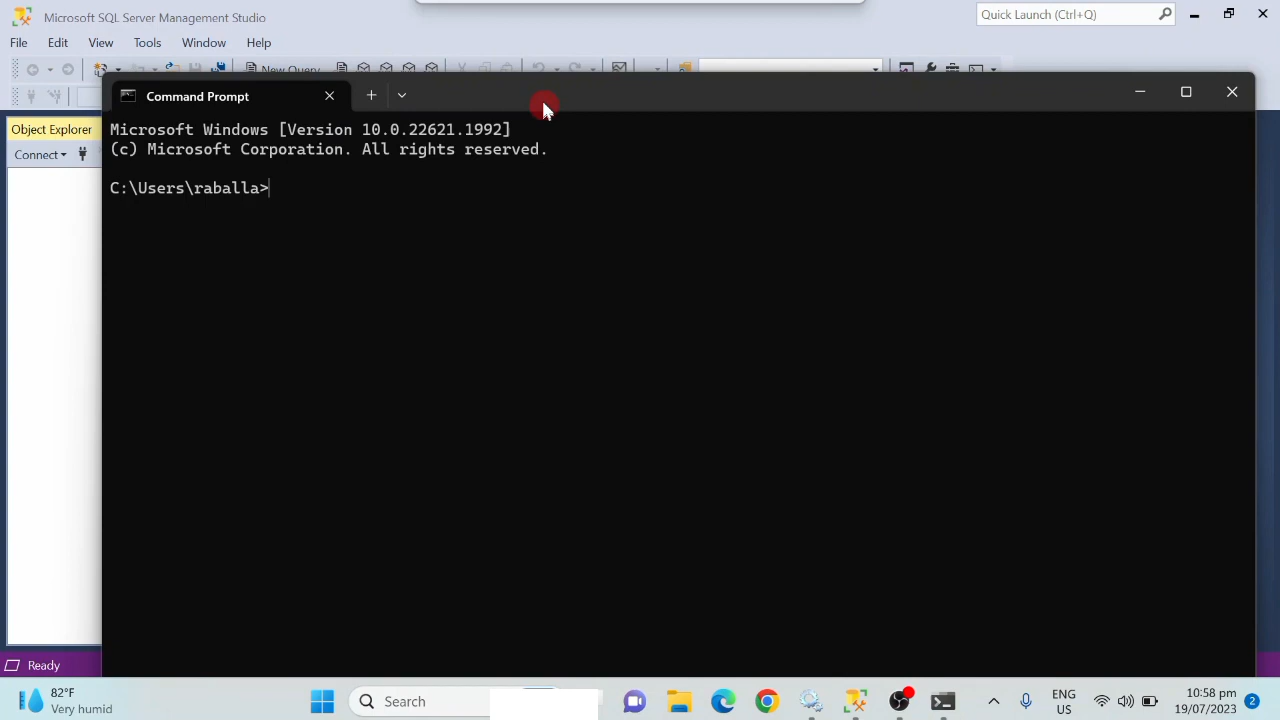 Microsoft SQL Server Management Studio
Quick Launch (Ctrl+Q)
File Edit View Tools Window Help
New Query
Command Prompt
Object Explorer
Connect
Microsoft Windows [Version 10.0.22621.1992]
(c) Microsoft Corporation. All rights reserved.
C:\Users\raballa>
Ready
82°F
Very humid
Search
ENG
US
10:58 pm
19/07/2023
2